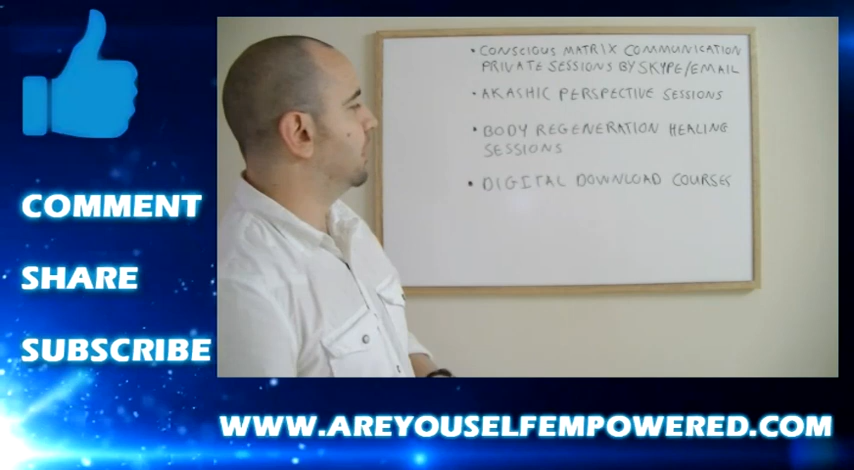 • CONSCIOUS MATRIX COMMUNICATION
PRIVATE SESSIONS BY SKYPE/EMAIL
• AKASHIC PERSPECTIVE SESSIONS
• BODY REGENERATION HEALING
SESSIONS
• DIGITAL DOWNLOAD COURSES
COMMENT
SHARE
SUBSCRIBE
WWW.AREYOUSELFEMPOWERED.COM